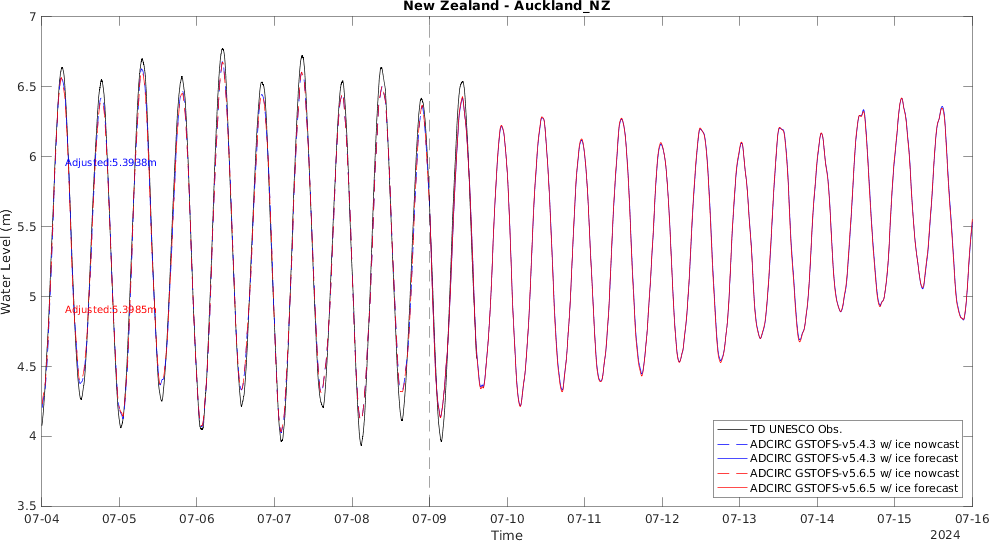 New Zealand - Auckland_NZ
7
6.5
6
5.5
5
4.5
4
3.5
Water Level (m)
Adjusted:5.3938m
Adjusted:5.3985m
TD UNESCO Obs.
ADCIRC GSTOFS-v5.4.3 w/ ice nowcast
ADCIRC GSTOFS-v5.4.3 w/ ice forecast
ADCIRC GSTOFS-v5.6.5 w/ ice nowcast
ADCIRC GSTOFS-v5.6.5 w/ ice forecast
07-04 07-05 07-06 07-07 07-08 07-09 07-10 07-11 07-12 07-13 07-14 07-15 07-16
Time
2024